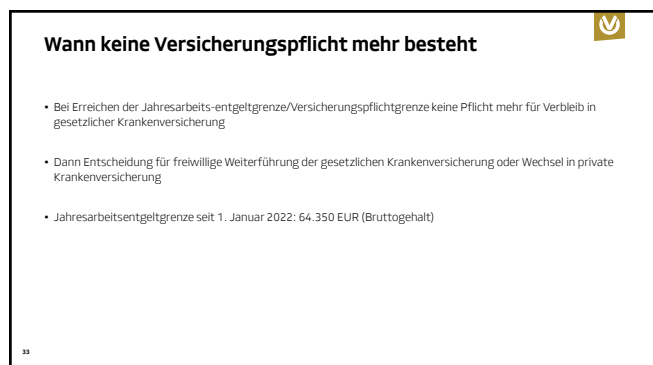 Wann keine Versicherungspflicht mehr besteht
• Bei Erreichen der Jahresarbeits-entgeltgrenze/Versicherungspflichtgrenze keine Pflicht mehr für Verbleib in
gesetzlicher Krankenversicherung
• Dann Entscheidung für freiwillige Weiterführung der gesetzlichen Krankenversicherung oder Wechsel in private
Krankenversicherung
• Jahresarbeitsentgeltgrenze seit 1. Januar 2022: 64.350 EUR (Bruttogehalt)
33